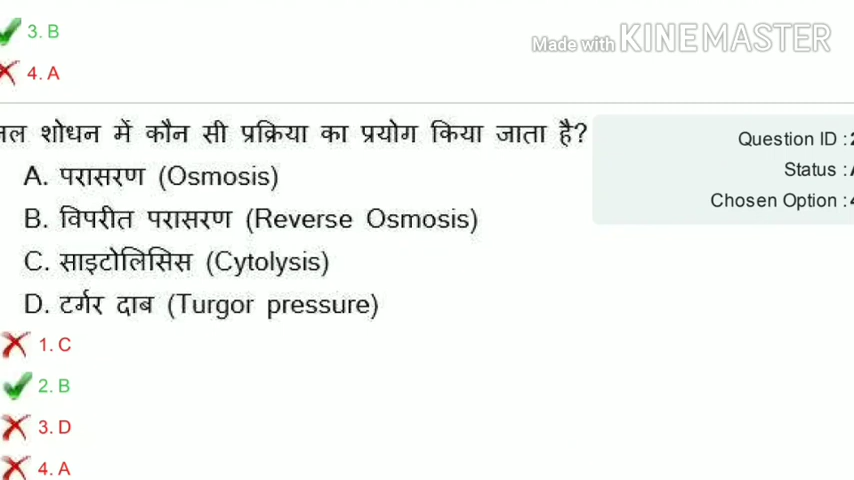 3. B
Made with KINEMASTER
4. A
शोधन में कौन सी प्रक्रिया का प्रयोग किया जाता है?
Question ID :
A. परासरण (Osmosis)
Status :
B. विपरीत परासरण (Reverse Osmosis)
Chosen Option :
C. साइटोलिसिस (Cytolysis)
D. टर्गर दाब (Turgor pressure)
1. C
2. B
3. D
4. A